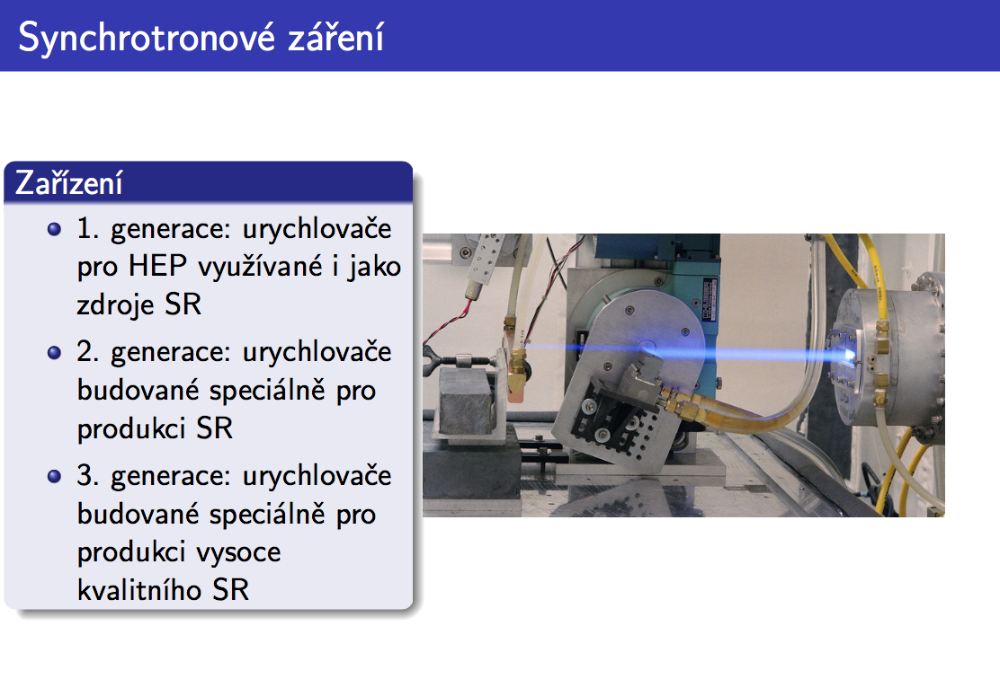 Synchrotronové záření
Zařízení
1. generace: urychlovače
pro HEP využívané i jako
zdroje SR
2. generace: urychlovače
budované speciálně pro
produkci SR
3. generace: urychlovače
budované speciálně pro
produkci vysoce
kvalitního SR